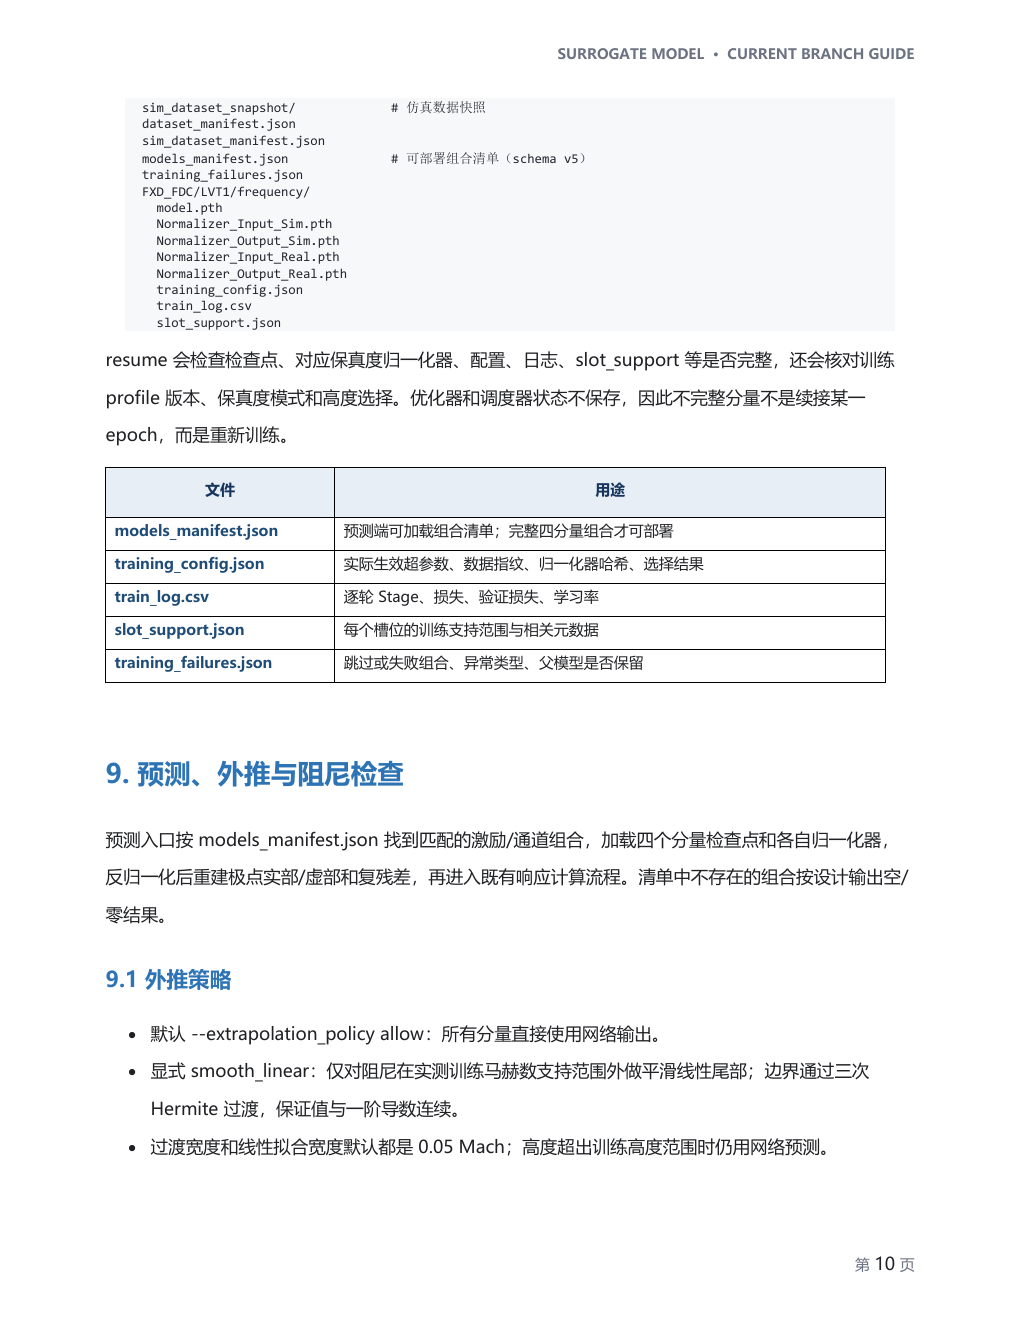 SURROGATE MODEL • CURRENT BRANCH GUIDE
sim_dataset_snapshot/ # 仿真数据快照
dataset_manifest.json
sim_dataset_manifest.json
models_manifest.json # 可部署组合清单（schema v5）
training_failures.json
FXD_FDC/LVT1/frequency/
model.pth
Normalizer_Input_Sim.pth
Normalizer_Output_Sim.pth
Normalizer_Input_Real.pth
Normalizer_Output_Real.pth
training_config.json
train_log.csv
slot_support.json
resume 会检查检查点、对应保真度归一化器、配置、日志、slot_support 等是否完整，还会核对训练
profile 版本、保真度模式和高度选择。优化器和调度器状态不保存，因此不完整分量不是续接某一
epoch，而是重新训练。
文件 用途
models_manifest.json 预测端可加载组合清单；完整四分量组合才可部署
training_config.json 实际生效超参数、数据指纹、归一化器哈希、选择结果
train_log.csv 逐轮 Stage、损失、验证损失、学习率
slot_support.json 每个槽位的训练支持范围与相关元数据
training_failures.json 跳过或失败组合、异常类型、父模型是否保留
9. 预测、外推与阻尼检查
预测入口按 models_manifest.json 找到匹配的激励/通道组合，加载四个分量检查点和各自归一化器，
反归一化后重建极点实部/虚部和复残差，再进入既有响应计算流程。清单中不存在的组合按设计输出空/
零结果。
9.1 外推策略
• 默认 --extrapolation_policy allow：所有分量直接使用网络输出。
• 显式 smooth_linear：仅对阻尼在实测训练马赫数支持范围外做平滑线性尾部；边界通过三次
Hermite 过渡，保证值与一阶导数连续。
• 过渡宽度和线性拟合宽度默认都是 0.05 Mach；高度超出训练高度范围时仍用网络预测。
第 10 页